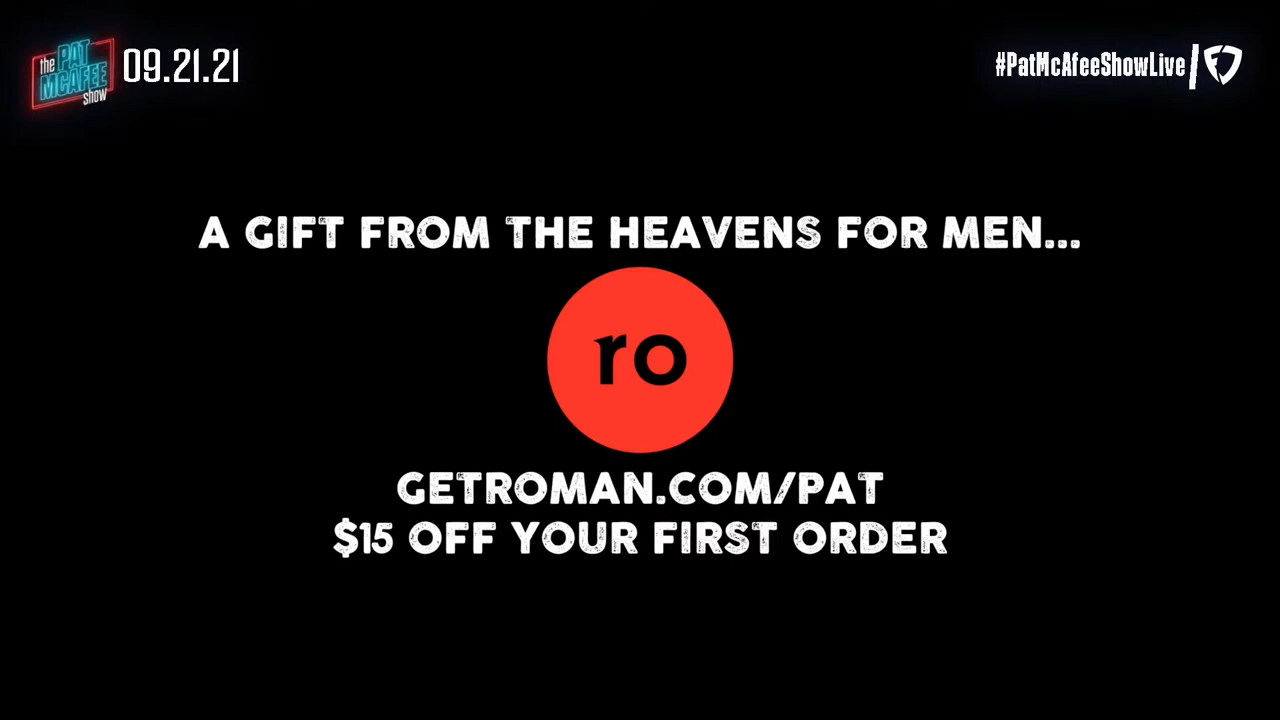 the PAT MCAFEE show
09.21.21
#PatMcAfeeShowLive
A GIFT FROM THE HEAVENS FOR MEN...
ro
GETROMAN.COM/PAT
$15 OFF YOUR FIRST ORDER